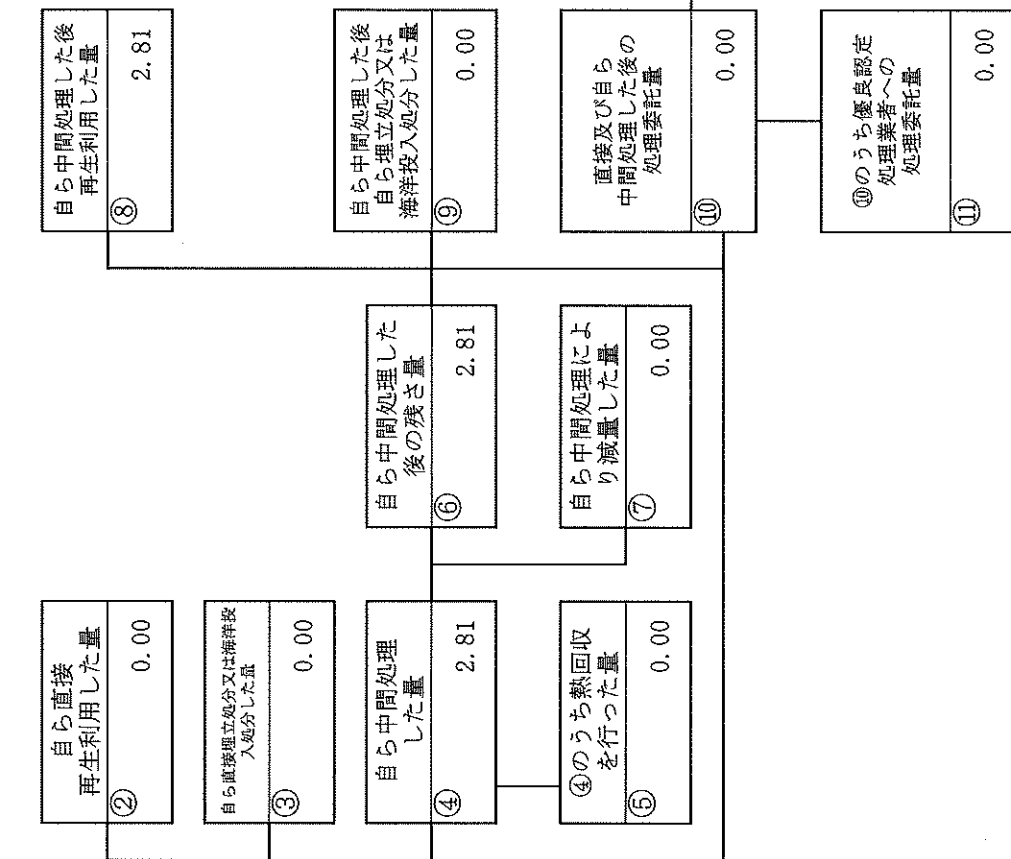 自ら直接
再生利用した量
② 0.00
自ら直接埋立処分又は海洋投
入処分した量
③ 0.00
自ら中間処理
した量
④ 2.81
④のうち熱回収
を行った量
⑤ 0.00
自ら中間処理した
後の残さ量
⑥ 2.81
自ら中間処理によ
り減量した量
⑦ 0.00
自ら中間処理した後
再生利用した量
⑧ 2.81
自ら中間処理した後
自ら埋立処分又は
海洋投入処分した量
⑨ 0.00
直接及び自ら
中間処理した後の
処理委託量
⑩ 0.00
⑩のうち優良認定
処理業者への
処理委託量
⑪ 0.00